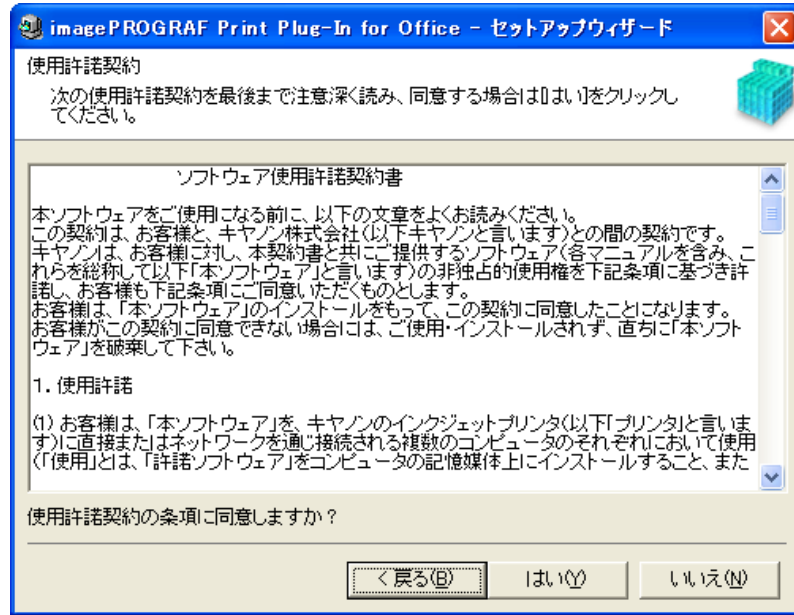 imagePROGRAF Print Plug-In for Office - セットアップウィザード
使用許諾契約
次の使用許諾契約を最後まで注意深く読み、同意する場合は[はい]をクリックし
てください。
ソフトウェア使用許諾契約書
本ソフトウェアをご使用になる前に、以下の文章をよくお読みください。
この契約は、お客様と、キヤノン株式会社(以下キヤノンと言います)との間の契約です。
キヤノンは、お客様に対し、本契約書と共にご提供するソフトウェア(各マニュアルを含み、こ
れらを総称して以下「本ソフトウェア」と言います)の非独占的使用権を下記条項に基づき許
諾し、お客様も下記条項にご同意いただくものとします。
お客様は、「本ソフトウェア」のインストールをもって、この契約に同意したことになります。
お客様がこの契約に同意できない場合には、ご使用・インストールされず、直ちに「本ソフト
ウェア」を破棄して下さい。
1. 使用許諾
(1) お客様は、「本ソフトウェア」を、キヤノンのインクジェットプリンタ(以下「プリンタ」と言いま
す)に直接またはネットワークを通じ接続される複数のコンピュータのそれぞれにおいて使用
(「使用」とは、「許諾ソフトウェア」をコンピュータの記憶媒体上にインストールすること、また
使用許諾契約の条項に同意しますか?
< 戻る(B)
はい(Y)
いいえ(N)